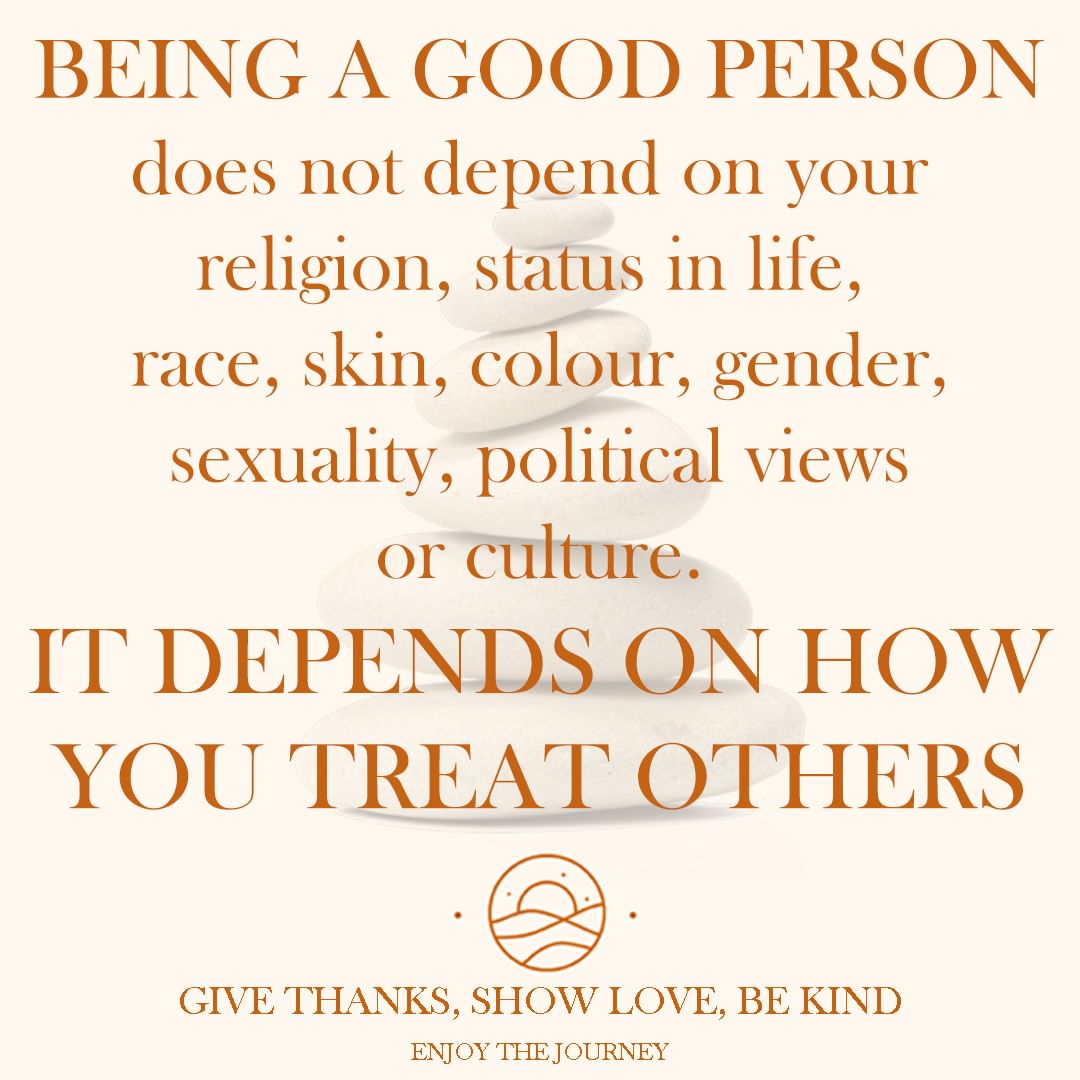 BEING A GOOD PERSON
does not depend on your
religion, status in life,
race, skin, colour, gender,
sexuality, political views
or culture.
IT DEPENDS ON HOW
YOU TREAT OTHERS
GIVE THANKS, SHOW LOVE, BE KIND
ENJOY THE JOURNEY